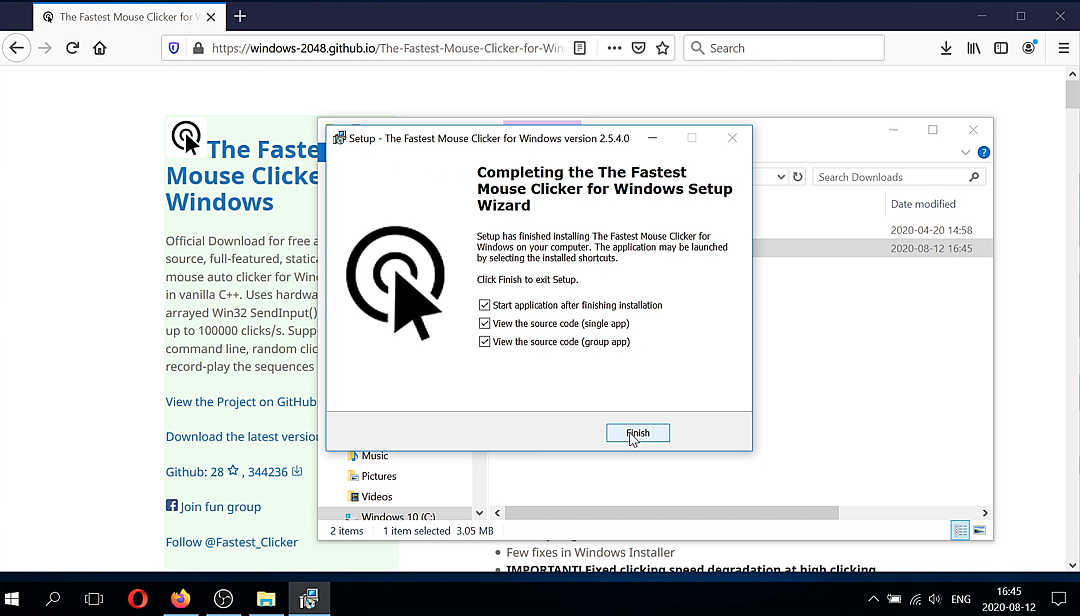 The Fastest Mouse Clicker for W
https://windows-2048.github.io/The-Fastest-Mouse-Clicker-for-Win
Search
The Faste
Mouse Clicke
Windows
Official Download for free a
source, full-featured, static
mouse auto clicker for Win
in vanilla C++. Uses hardwa
arrayed Win32 SendInput()
up to 100000 clicks/s. Supp
command line, random clic
record-play the sequences
View the Project on GitHub
Download the latest version
Github: 28 , 344236
Join fun group
Follow @Fastest_Clicker
Setup - The Fastest Mouse Clicker for Windows version 2.5.4.0
Completing the The Fastest
Mouse Clicker for Windows Setup
Wizard
Setup has finished installing The Fastest Mouse Clicker for
Windows on your computer. The application may be launched
by selecting the installed shortcuts.
Click Finish to exit Setup.
Start application after finishing installation
View the source code (single app)
View the source code (group app)
Finish
Search Downloads
Date modified
2020-04-20 14:58
2020-08-12 16:45
Music
Pictures
Videos
Windows 10 (C:)
2 items 1 item selected 3.05 MB
Few fixes in Windows Installer
IMPORTANT! Fixed clicking speed degradation at high clicking
ENG
16:45
2020-08-12